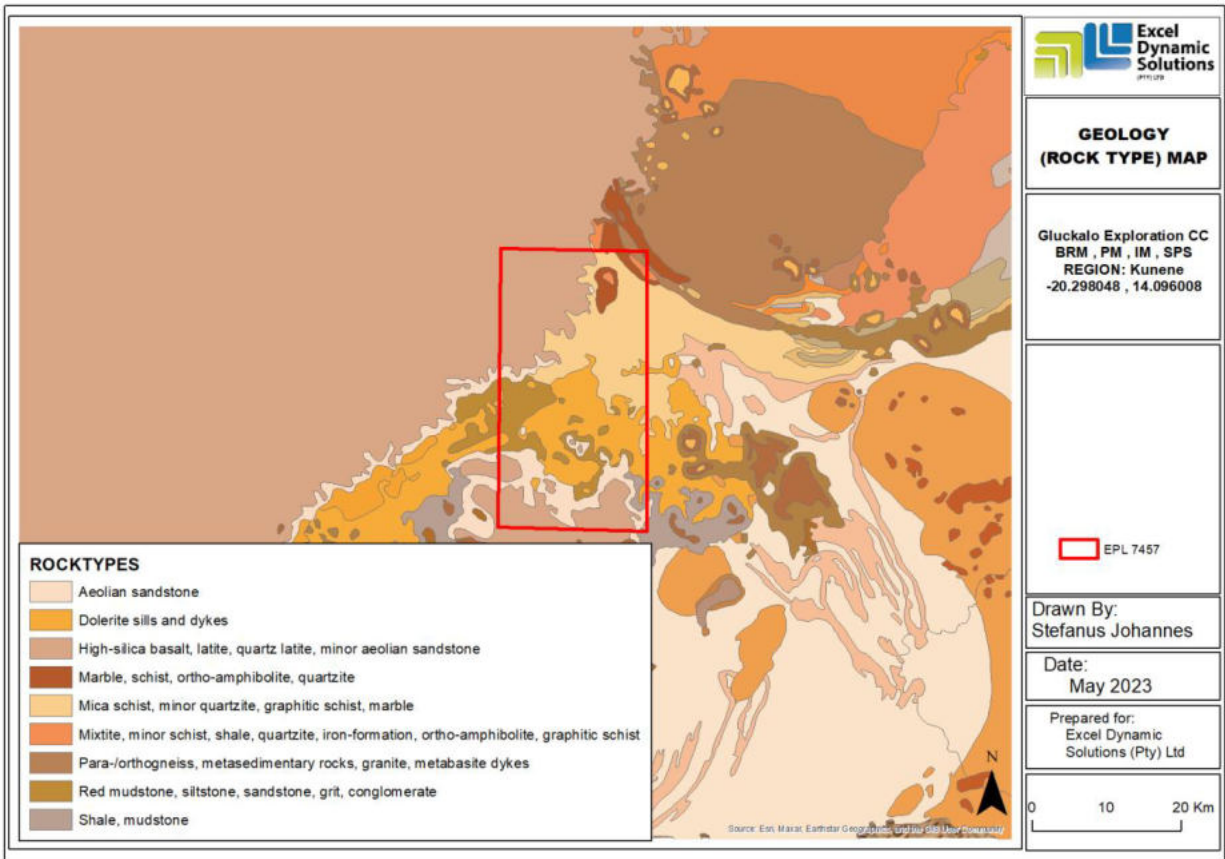 Excel
Dynamic
Solutions
(PTY) LTD
GEOLOGY
(ROCK TYPE) MAP
Gluckalo Exploration CC
BRM , PM , IM , SPS
REGION: Kunene
-20.298048 , 14.096008
EPL 7457
Drawn By:
Stefanus Johannes
Date:
May 2023
Prepared for:
Excel Dynamic
Solutions (Pty) Ltd
0 10 20 Km
N
ROCKTYPES
Aeolian sandstone
Dolerite sills and dykes
High-silica basalt, latite, quartz latite, minor aeolian sandstone
Marble, schist, ortho-amphibolite, quartzite
Mica schist, minor quartzite, graphitic schist, marble
Mixtite, minor schist, shale, quartzite, iron-formation, ortho-amphibolite, graphitic schist
Para-/orthogneiss, metasedimentary rocks, granite, metabasite dykes
Red mudstone, siltstone, sandstone, grit, conglomerate
Shale, mudstone
Source: Esri, Maxar, Earthstar Geographics, and the GIS User Community